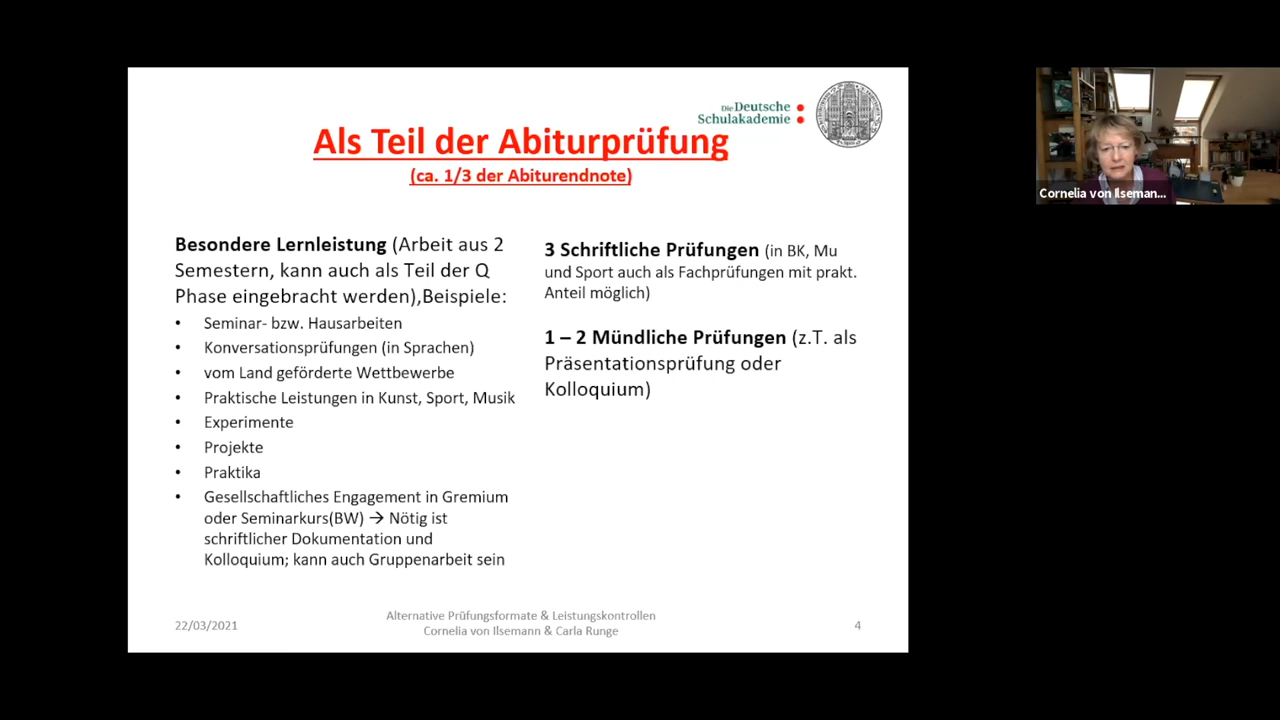 Die Deutsche
Schulakademie
Als Teil der Abiturprüfung
(ca. 1/3 der Abiturendnote)
Besondere Lernleistung (Arbeit aus 2
Semestern, kann auch als Teil der Q
Phase eingebracht werden),Beispiele:
• Seminar- bzw. Hausarbeiten
• Konversationsprüfungen (in Sprachen)
• vom Land geförderte Wettbewerbe
• Praktische Leistungen in Kunst, Sport, Musik
• Experimente
• Projekte
• Praktika
• Gesellschaftliches Engagement in Gremium
oder Seminarkurs(BW) → Nötig ist
schriftlicher Dokumentation und
Kolloquium; kann auch Gruppenarbeit sein
3 Schriftliche Prüfungen (in BK, Mu
und Sport auch als Fachprüfungen mit prakt.
Anteil möglich)
1 – 2 Mündliche Prüfungen (z.T. als
Präsentationsprüfung oder
Kolloquium)
22/03/2021
Alternative Prüfungsformate & Leistungskontrollen
Cornelia von Ilsemann & Carla Runge
4
Cornelia von Ilseman...